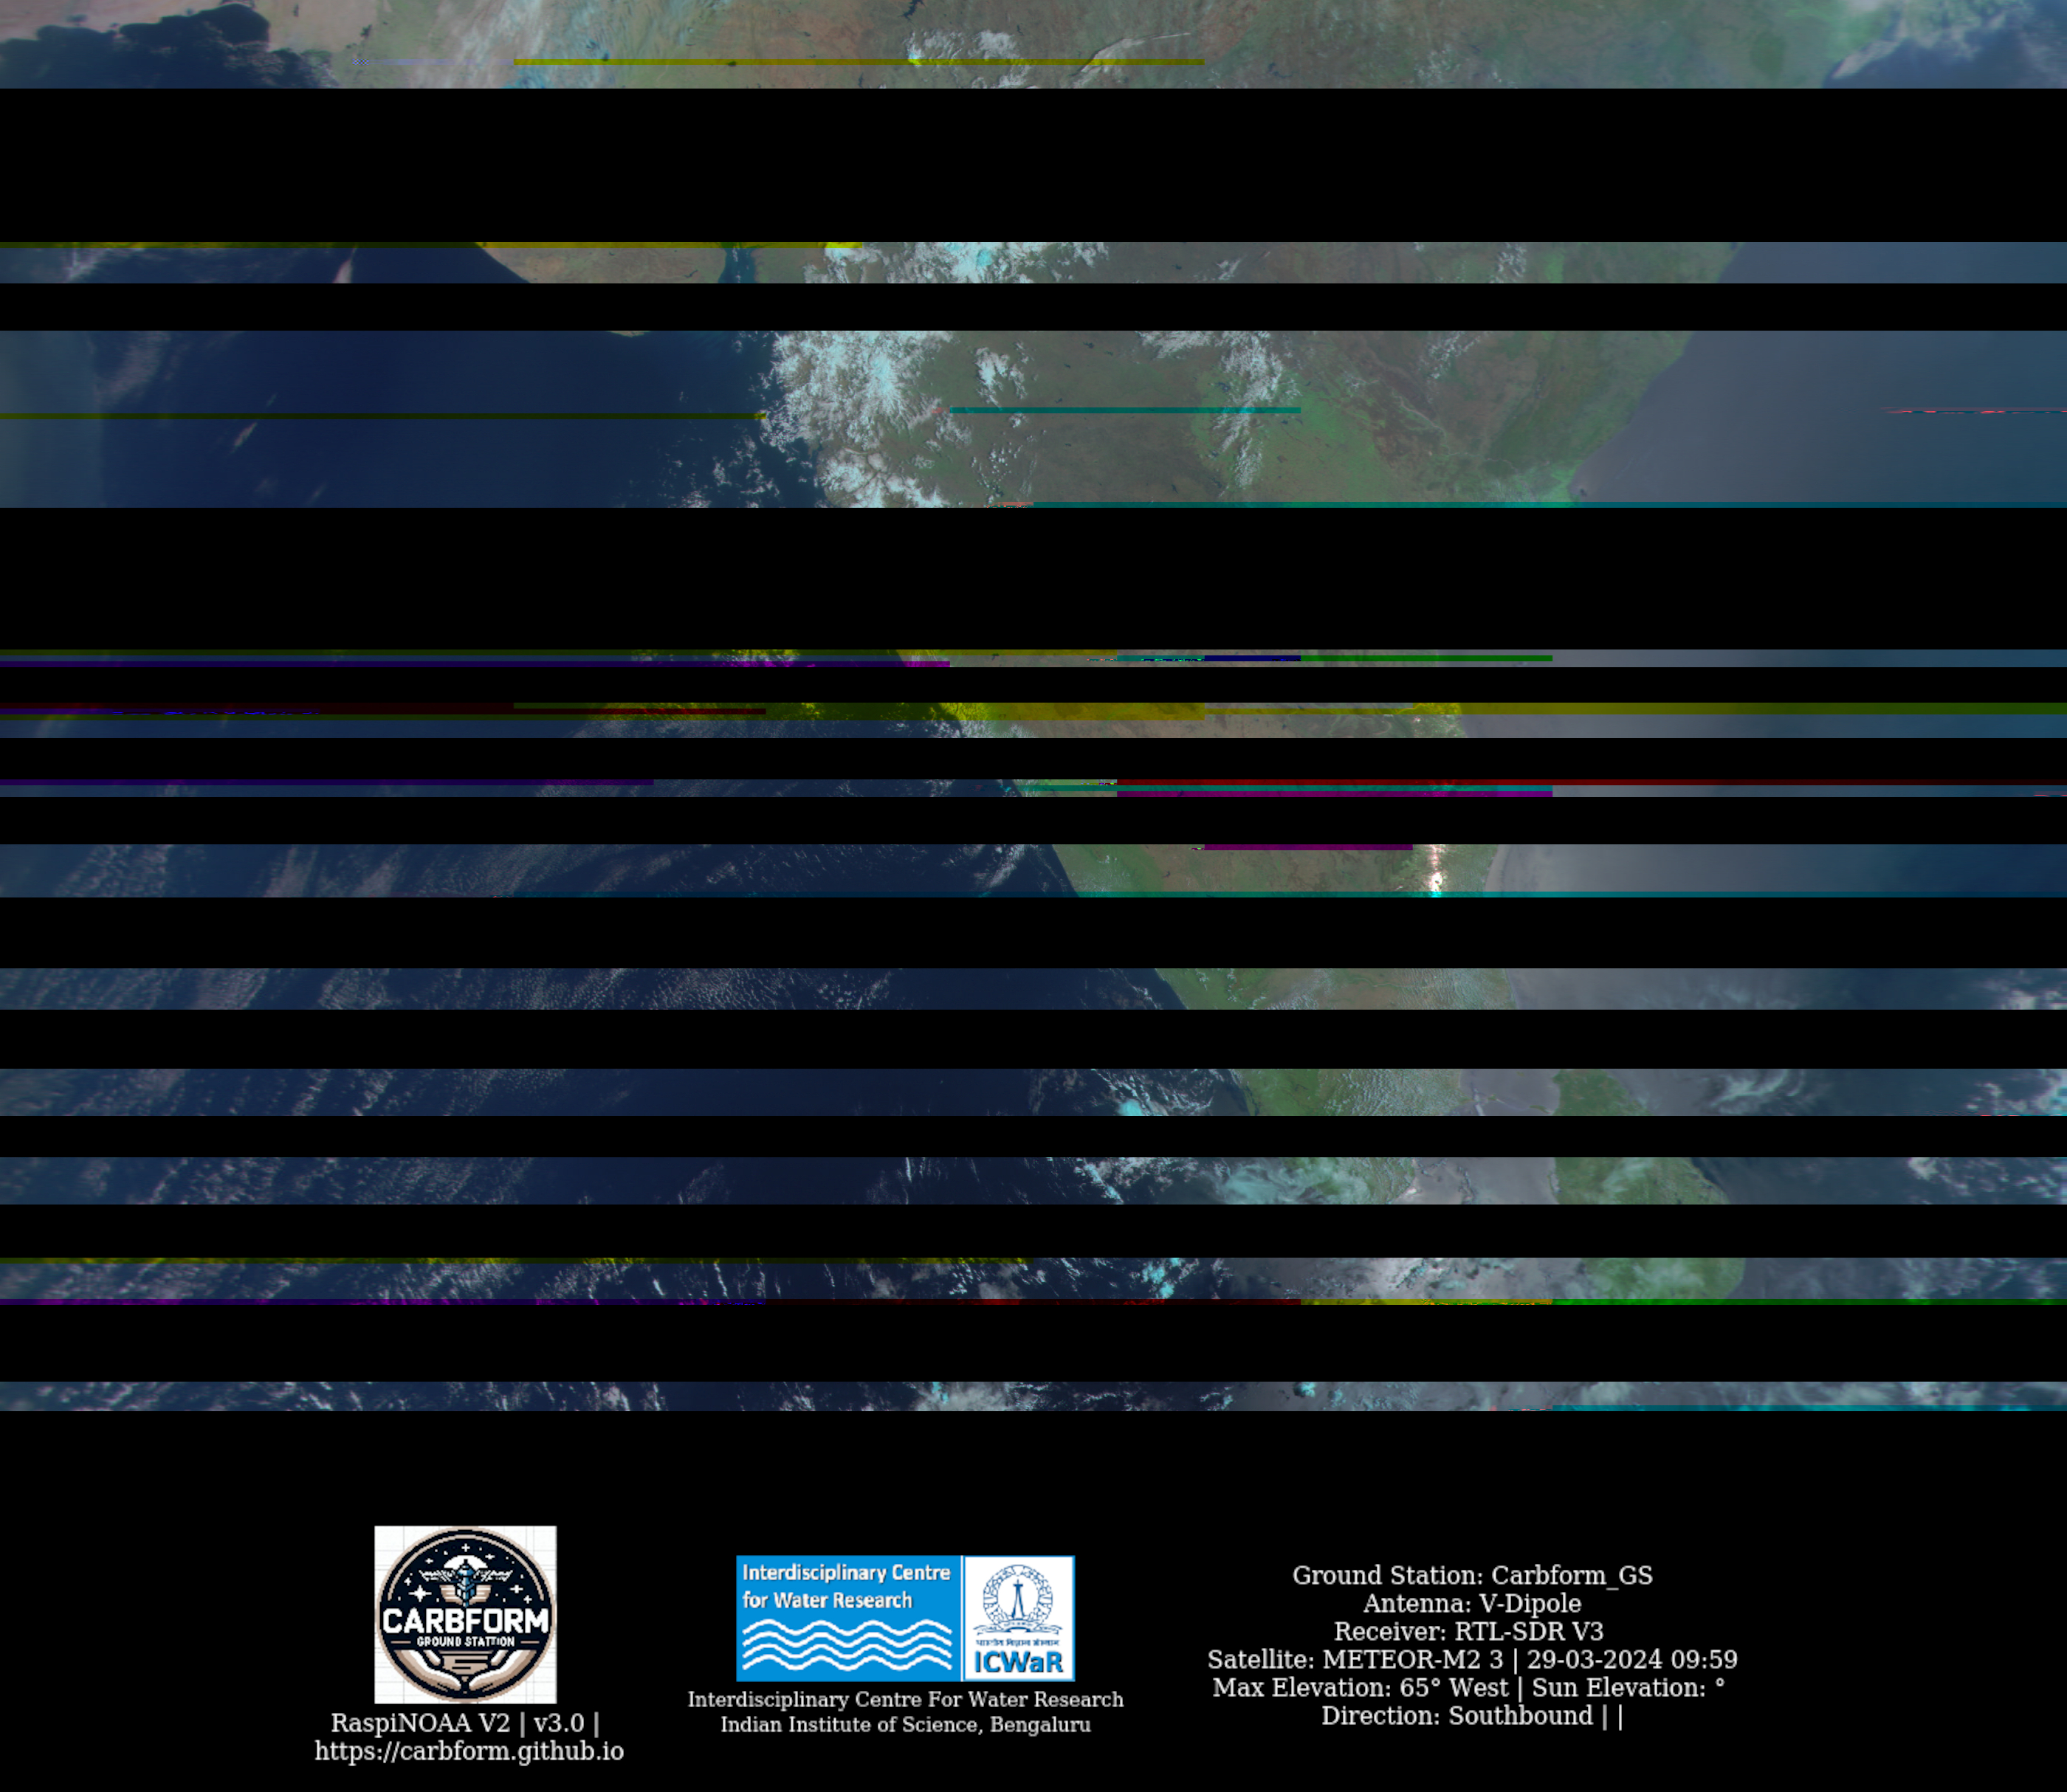 CARBFORM
GROUND STATTION
RaspiNOAA V2 | v3.0 |
https://carbform.github.io
Interdisciplinary Centre
for Water Research
ICWaR
Interdisciplinary Centre For Water Research
Indian Institute of Science, Bengaluru
Ground Station: Carbform_GS
Antenna: V-Dipole
Receiver: RTL-SDR V3
Satellite: METEOR-M2 3 | 29-03-2024 09:59
Max Elevation: 65° West | Sun Elevation: °
Direction: Southbound | |